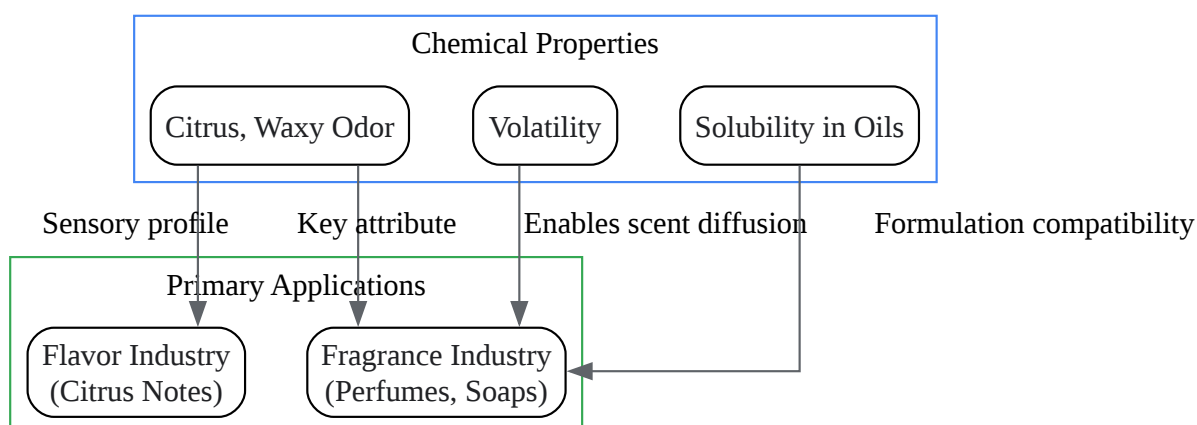 Chemical Properties
Citrus, Waxy Odor
Volatility
Solubility in Oils
Sensory profile
Key attribute
Enables scent diffusion
Formulation compatibility
Primary Applications
Flavor Industry
(Citrus Notes)
Fragrance Industry
(Perfumes, Soaps)